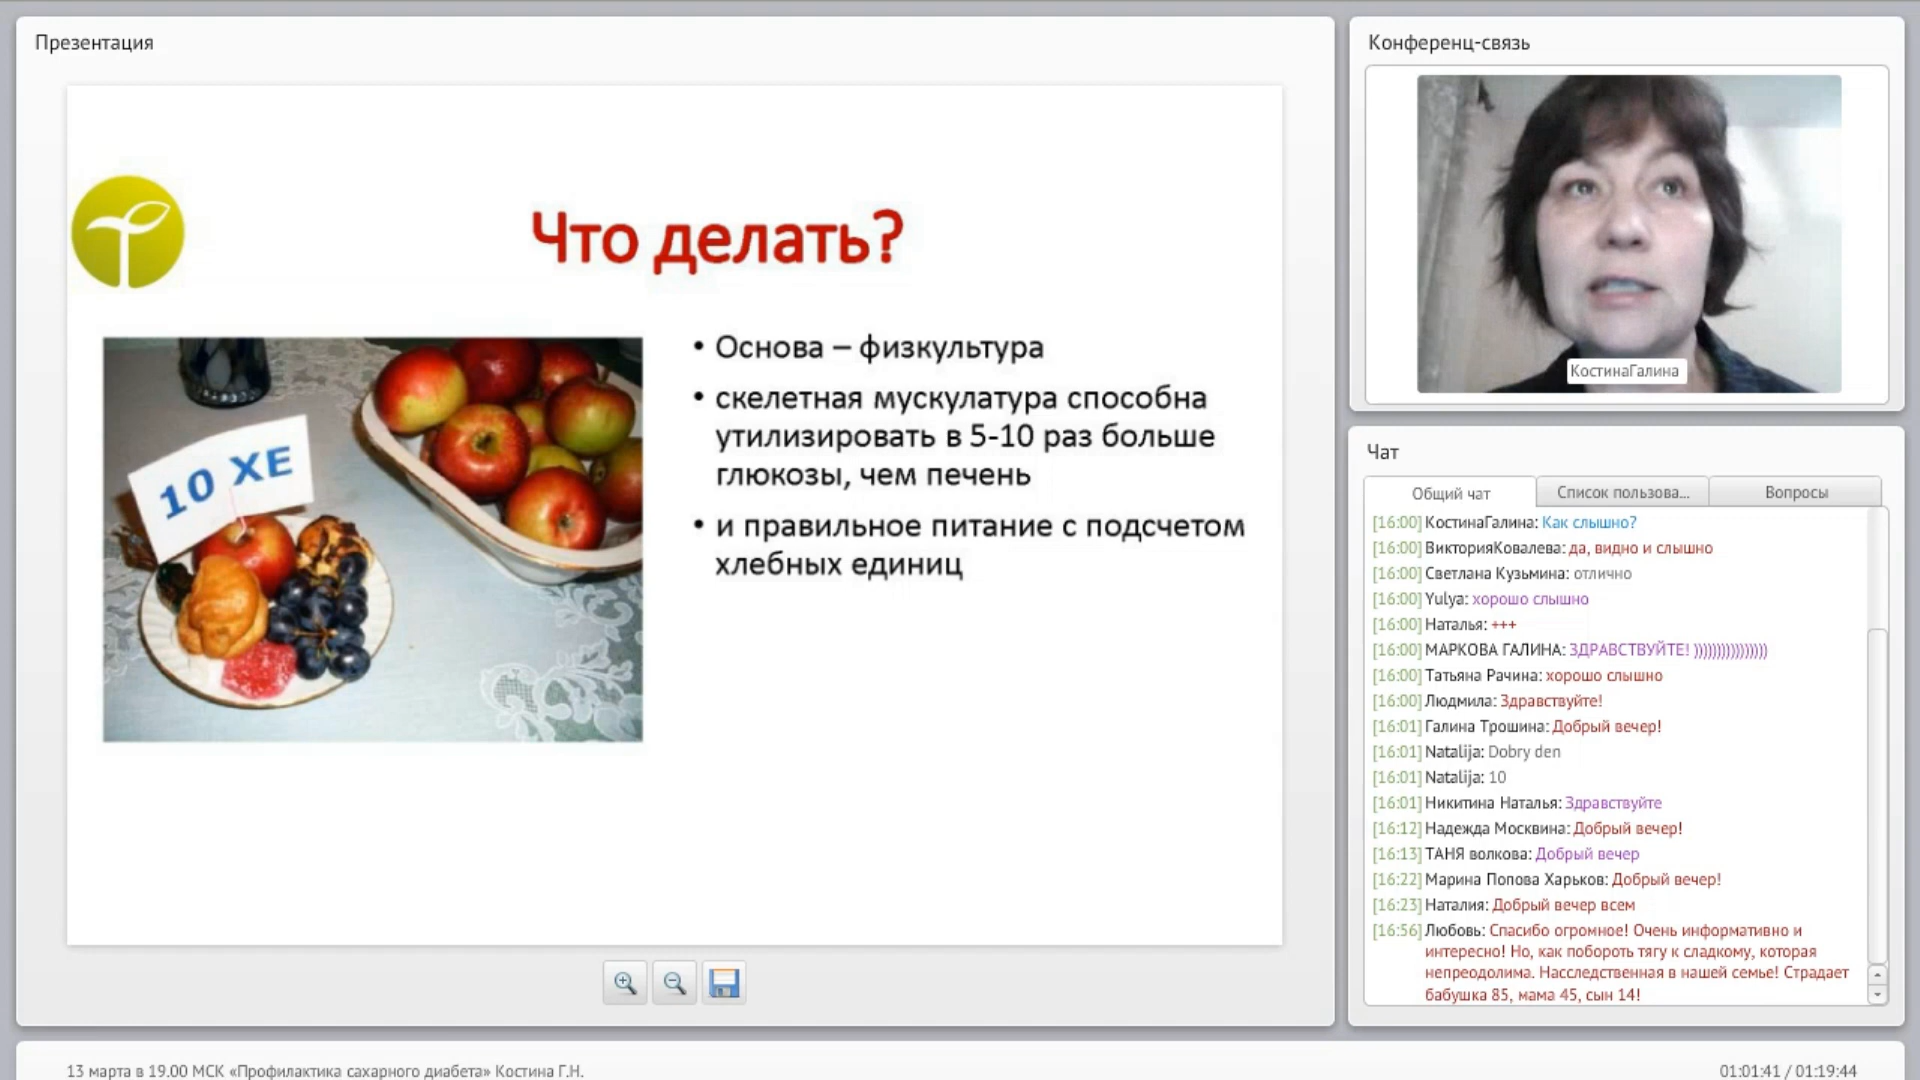 Презентация
Что делать?
10 ХЕ
• Основа – физкультура
• скелетная мускулатура способна
утилизировать в 5-10 раз больше
глюкозы, чем печень
• и правильное питание с подсчетом
хлебных единиц
Конференц-связь
КостинаГалина
Чат
Общий чат
Список пользова...
Вопросы
[16:00] КостинаГалина: Как слышно?
[16:00] ВикторияКовалева: да, видно и слышно
[16:00] Светлана Кузьмина: отлично
[16:00] Yulya: хорошо слышно
[16:00] Наталья: +++
[16:00] МАРКОВА ГАЛИНА: ЗДРАВСТВУЙТЕ! ))))))))))))))))
[16:00] Татьяна Рачина: хорошо слышно
[16:00] Людмила: Здравствуйте!
[16:01] Галина Трошина: Добрый вечер!
[16:01] Natalija: Dobry den
[16:01] Natalija: 10
[16:01] Никитина Наталья: Здравствуйте
[16:12] Надежда Москвина: Добрый вечер!
[16:13] ТАНЯ волкова: Добрый вечер
[16:22] Марина Попова Харьков: Добрый вечер!
[16:23] Наталия: Добрый вечер всем
[16:56] Любовь: Спасибо огромное! Очень информативно и
интересно! Но, как побороть тягу к сладкому, которая
непреодолима. Насследственная в нашей семье! Страдает
бабушка 85, мама 45, сын 14!
13 марта в 19.00 МСК «Профилактика сахарного диабета» Костина Г.Н.
01:01:41 / 01:19:44